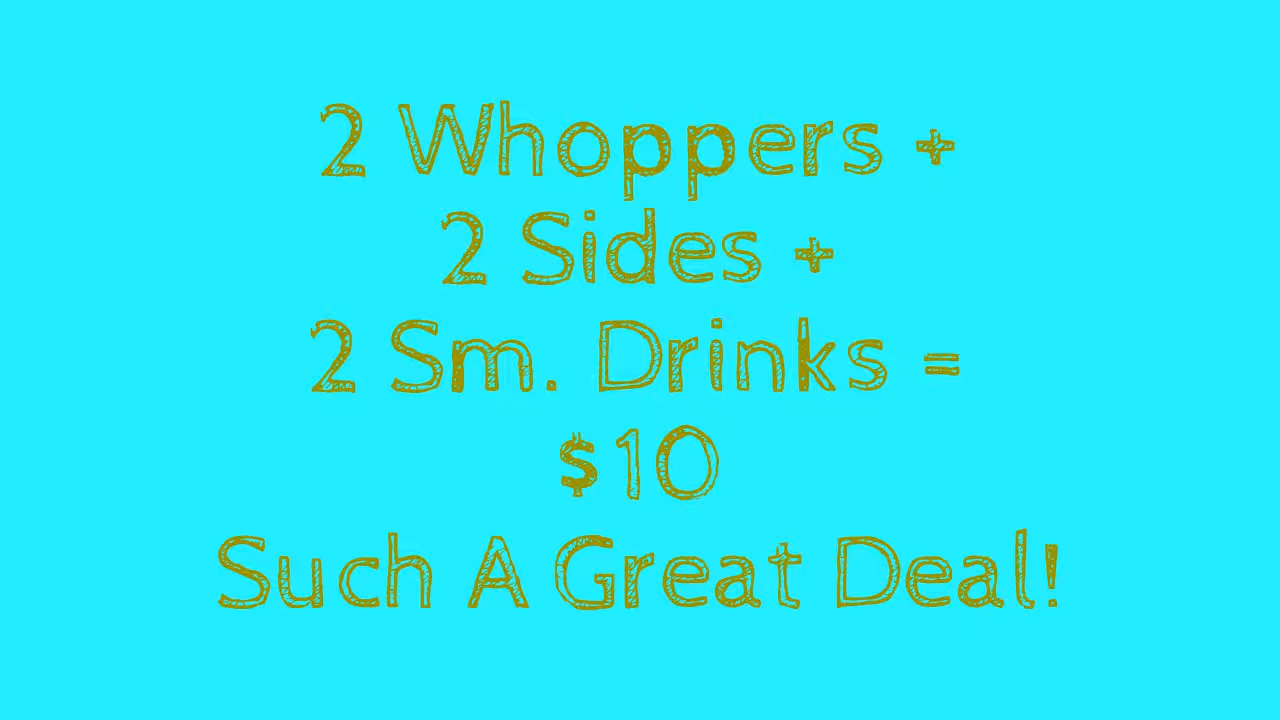 2 Whoppers +
2 Sides +
2 Sm. Drinks =
$10
Such A Great Deal!